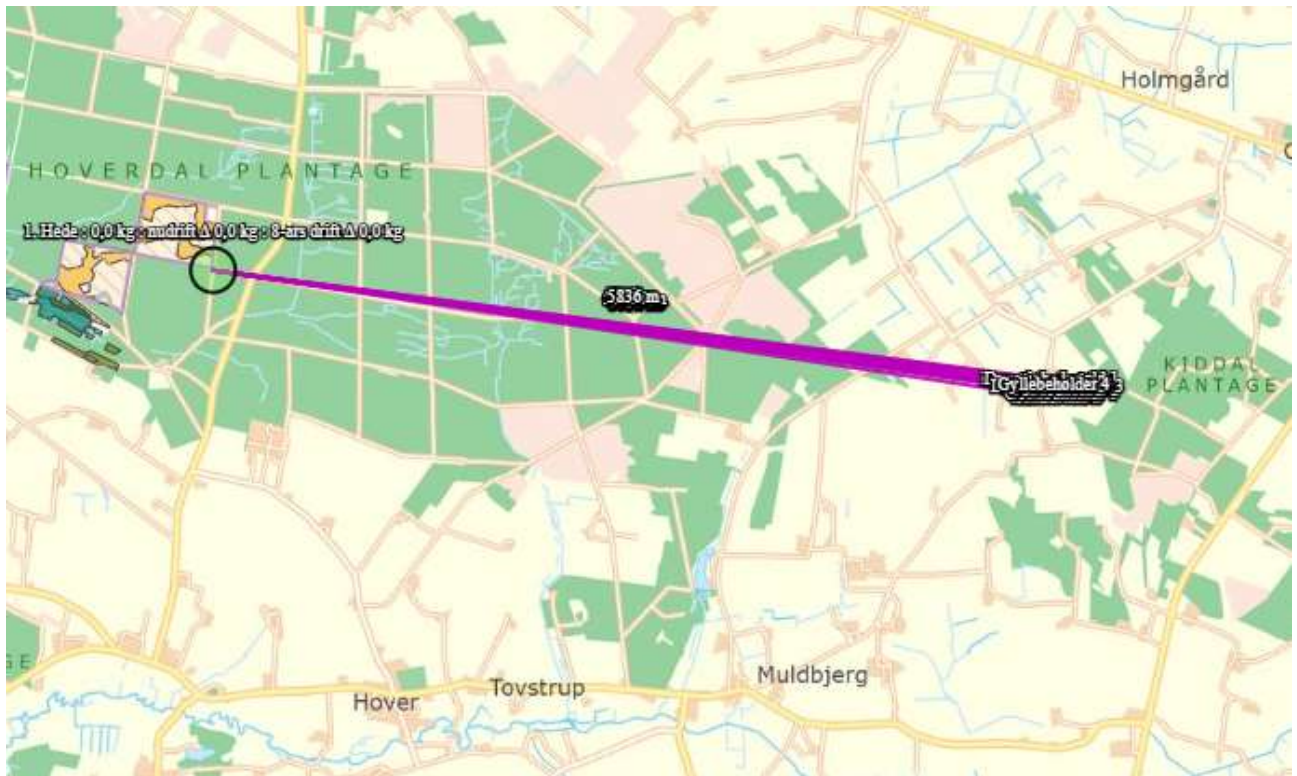 Holmgård
HOVERDAL PLANTAGE
1. Hede : 0,0 kg : nudrift Δ 0,0 kg : 8-års drift Δ 0,0 kg
5836 m
KIDDAL
PLANTAGE
Gyllebeholder 4
Muldbjerg
Tovstrup
Hover